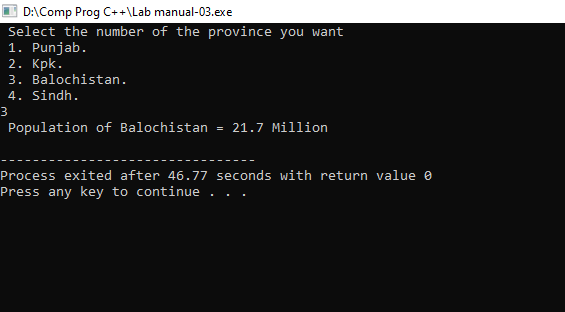 D:\Comp Prog C++\Lab manual-03.exe
Select the number of the province you want
1. Punjab.
2. Kpk.
3. Balochistan.
4. Sindh.
3
Population of Balochistan = 21.7 Million
--------------------------------
Process exited after 46.77 seconds with return value 0
Press any key to continue . . .